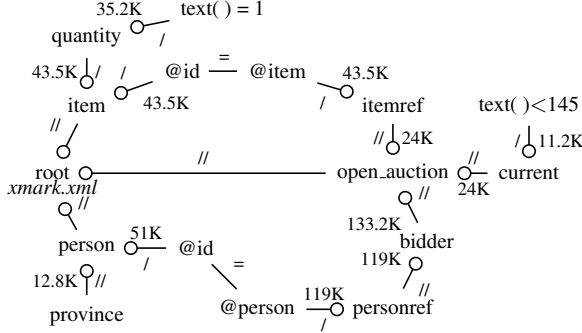 35.2K text( ) = 1
quantity /
43.5K / / @id = @item 43.5K
item 43.5K / itemref text( )<145
// // 24K / 11.2K
root // open_auction // current
xmark.xml 24K
// //
person 51K @id 133.2K bidder
/ = 119K
12.8K // 119K //
@person personref
province /